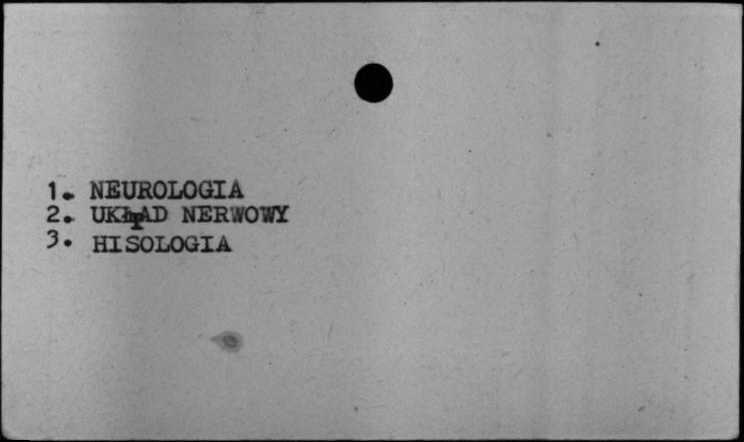 1. NEUROLOGIA
2. UKŁAD NERWOWY
3. HISOLOGIA